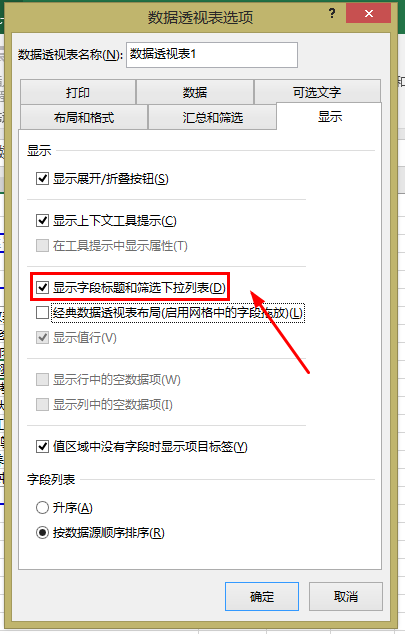 数据透视表选项
?
数据透视表名称(N): 数据透视表1
打印 数据 可选文字
布局和格式 汇总和筛选 显示
显示
显示展开/折叠按钮(S)
显示上下文工具提示(C)
在工具提示中显示属性(T)
显示字段标题和筛选下拉列表(D)
经典数据透视表布局(启用网格中的字段拖放)(L)
显示值行(V)
显示行中的空数据项(W)
显示列中的空数据项(I)
值区域中没有字段时显示项目标签(Y)
字段列表
升序(A)
按数据源顺序排序(R)
确定 取消